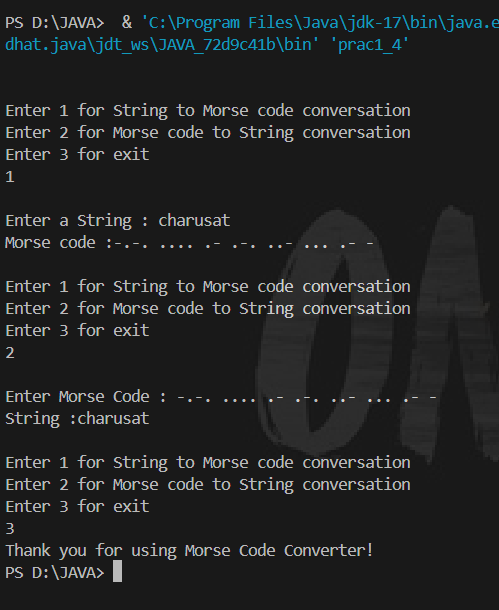 PS D:\JAVA>  & 'C:\Program Files\Java\jdk-17\bin\java.e
dhat.java\jdt_ws\JAVA_72d9c41b\bin' 'prac1_4'
Enter 1 for String to Morse code conversation
Enter 2 for Morse code to String conversation
Enter 3 for exit
1
Enter a String : charusat
Morse code :-.-. .... .- .-. ..- ... .- -
Enter 1 for String to Morse code conversation
Enter 2 for Morse code to String conversation
Enter 3 for exit
2
Enter Morse Code : -.-. .... .- .-. ..- ... .- -
String :charusat
Enter 1 for String to Morse code conversation
Enter 2 for Morse code to String conversation
Enter 3 for exit
3
Thank you for using Morse Code Converter!
PS D:\JAVA>